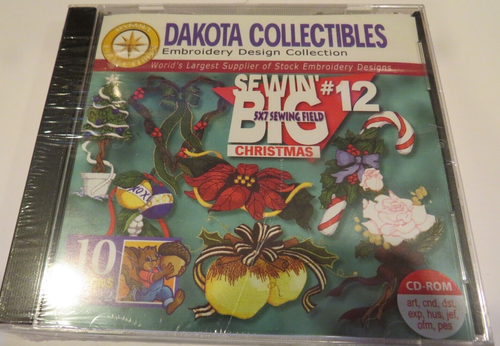 DAKOTA COLLECTIBLES
Embroidery Design Collection
World's Largest Supplier of Stock Embroidery Designs
SEWIN'
BIG
#12
5X7 SEWING FIELD
CHRISTMAS
10
CD-ROM
art, cnd, dst,
exp, hus, jef,
ofm, pes